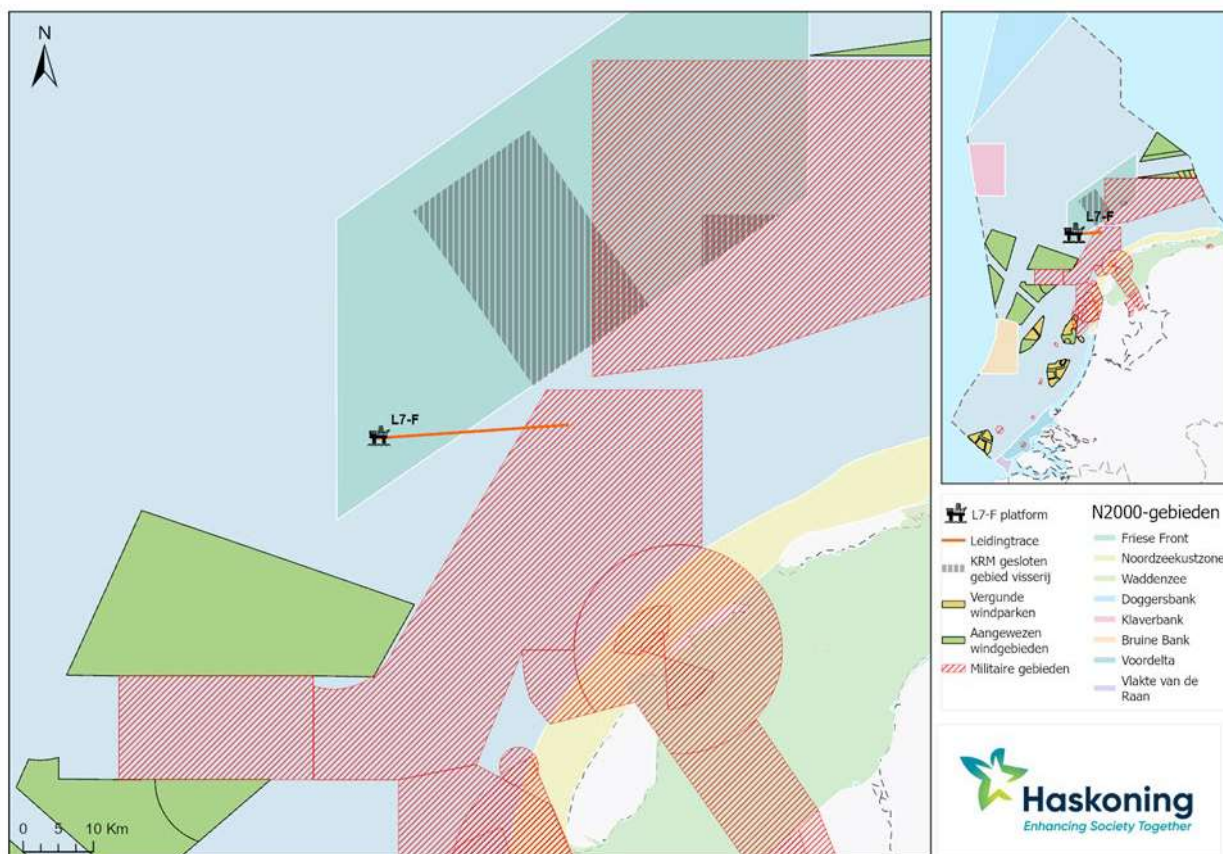 N
L7-F
0 5 10 Km
L7-F
L7-F platform
Leidingtrace
KRM gesloten
gebied visserij
Vergunde
windparken
Aangewezen
windgebieden
Militaire gebieden
N2000-gebieden
Friese Front
Noordzeekustzone
Waddenzee
Doggersbank
Klaverbank
Bruine Bank
Voordelta
Vlakte van de
Raan
Haskoning
Enhancing Society Together